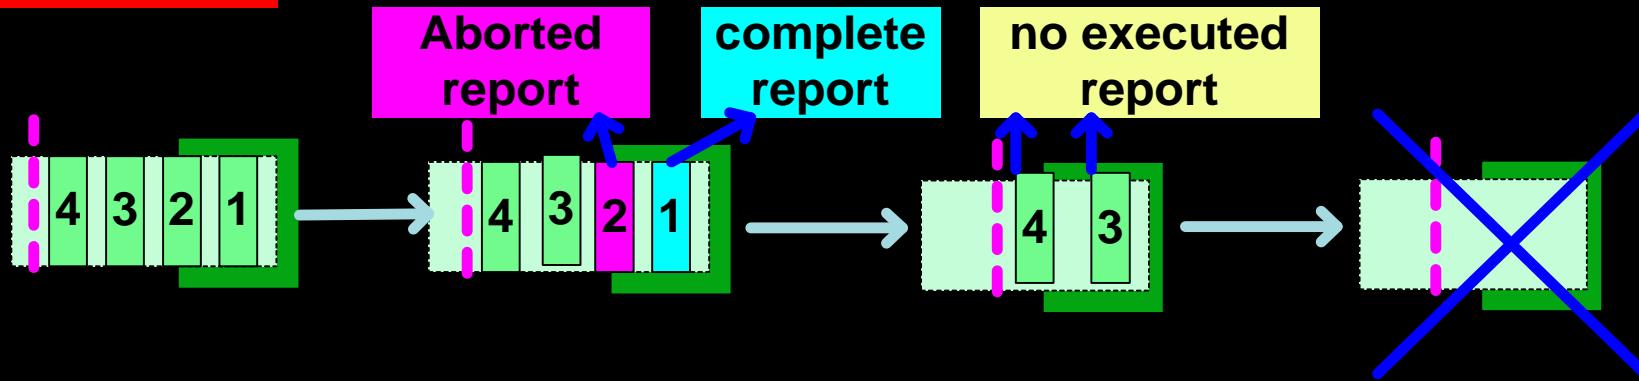 Aborted
report
complete
report
no executed
report
4 3 2 1
4 3 2 1
4 3